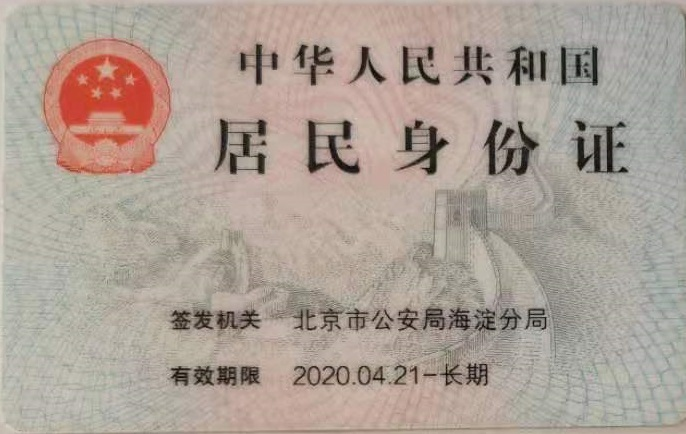 中华人民共和国
居民身份证
签发机关 北京市公安局海淀分局
有效期限 2020.04.21-长期